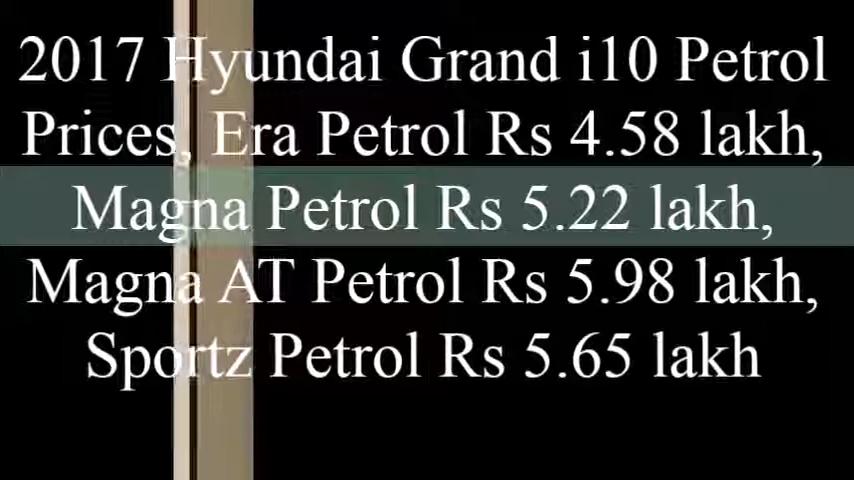 2017 Hyundai Grand i10 Petrol
Prices, Era Petrol Rs 4.58 lakh,
Magna Petrol Rs 5.22 lakh,
Magna AT Petrol Rs 5.98 lakh,
Sportz Petrol Rs 5.65 lakh